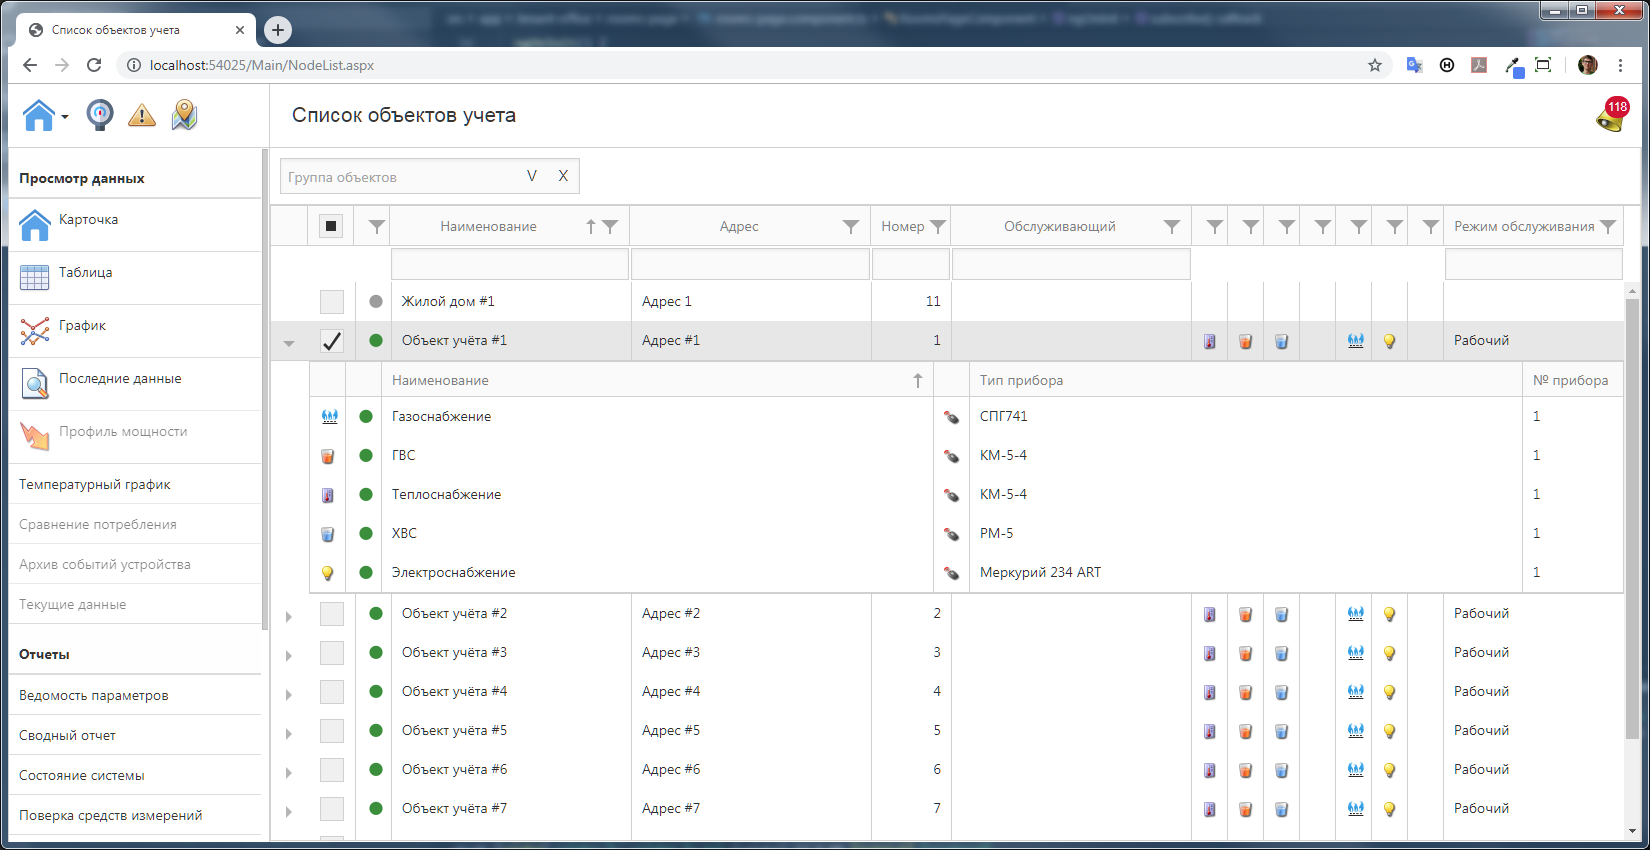 Список объектов учета
localhost:54025/Main/NodeList.aspx
Список объектов учета
118
Просмотр данных
Карточка
Таблица
График
Последние данные
Профиль мощности
Температурный график
Сравнение потребления
Архив событий устройства
Текущие данные
Отчеты
Ведомость параметров
Сводный отчет
Состояние системы
Поверка средств измерений
Группа объектов V X
Наименование Адрес Номер Обслуживающий Режим обслуживания
Жилой дом #1 Адрес 1 11
Объект учёта #1 Адрес #1 1 Рабочий
Наименование Тип прибора № прибора
Газоснабжение СПГ741 1
ГВС КМ-5-4 1
Теплоснабжение КМ-5-4 1
ХВС РМ-5 1
Электроснабжение Меркурий 234 ART 1
Объект учёта #2 Адрес #2 2 Рабочий
Объект учёта #3 Адрес #3 3 Рабочий
Объект учёта #4 Адрес #4 4 Рабочий
Объект учёта #5 Адрес #5 5 Рабочий
Объект учёта #6 Адрес #6 6 Рабочий
Объект учёта #7 Адрес #7 7 Рабочий